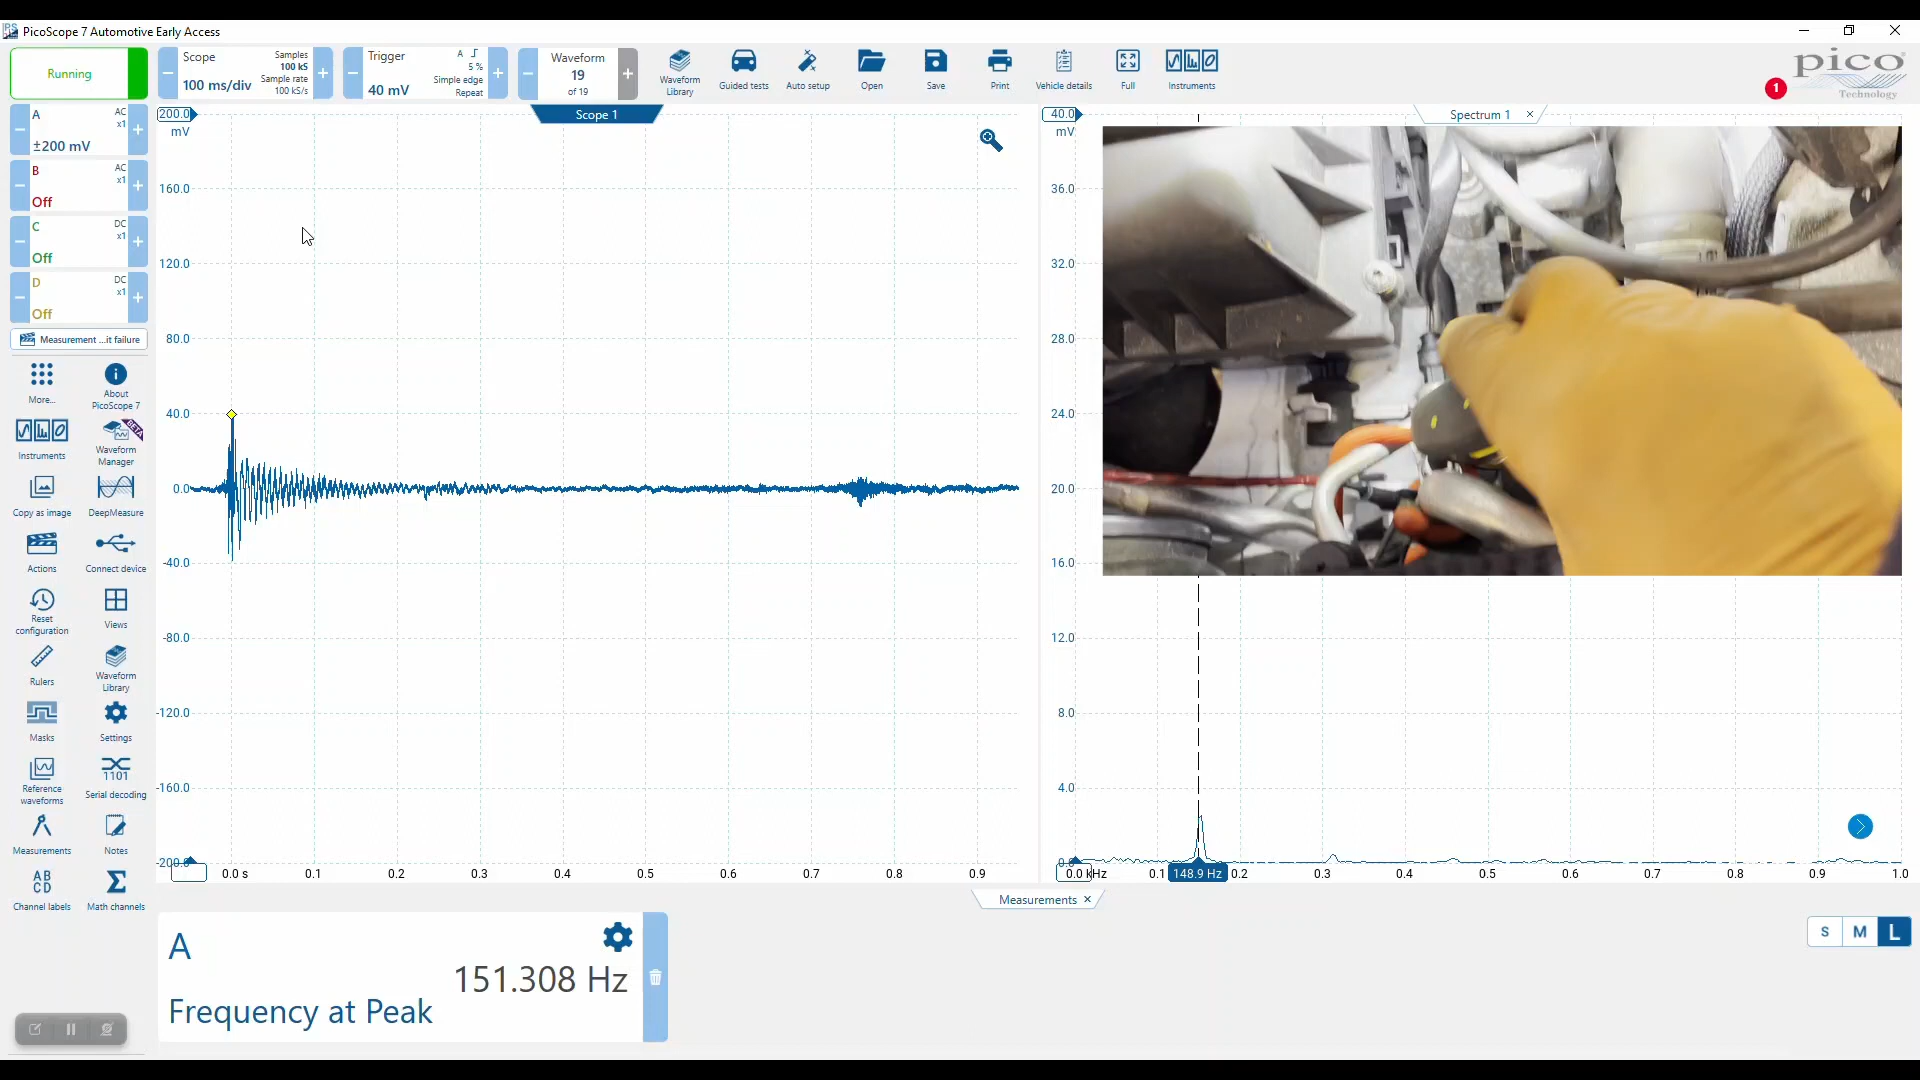 PicoScope 7 Automotive Early Access
Running
Scope
100 ms/div
Samples
100 kS
Sample rate
100 kS/s
Trigger
40 mV
A
5 %
Simple edge
Repeat
Waveform
19
of 19
Waveform
Library
Guided tests
Auto setup
Open
Save
Print
Vehicle details
Full
Instruments
1
pico
Technology
A
AC
x1
±200 mV
B
AC
x1
Off
C
DC
x1
Off
D
DC
x1
Off
Measurement ...it failure
More...
About
PicoScope 7
Instruments
BETA
Waveform
Manager
Copy as image
DeepMeasure
Actions
Connect device
Reset
configuration
Views
Rulers
Waveform
Library
Masks
Settings
Reference
waveforms
1101
Serial decoding
Measurements
Notes
AB
CD
Channel labels
Math channels
Scope 1
200.0
mV
160.0
120.0
80.0
40.0
0.0
-40.0
-80.0
-120.0
-160.0
-200.0
0.0 s
0.1
0.2
0.3
0.4
0.5
0.6
0.7
0.8
0.9
Spectrum 1
40.0
mV
36.0
32.0
28.0
24.0
20.0
16.0
12.0
8.0
4.0
0.0
0.0 kHz
0.1
148.9 Hz
0.2
0.3
0.4
0.5
0.6
0.7
0.8
0.9
1.0
Measurements
S
M
L
A
151.308 Hz
Frequency at Peak